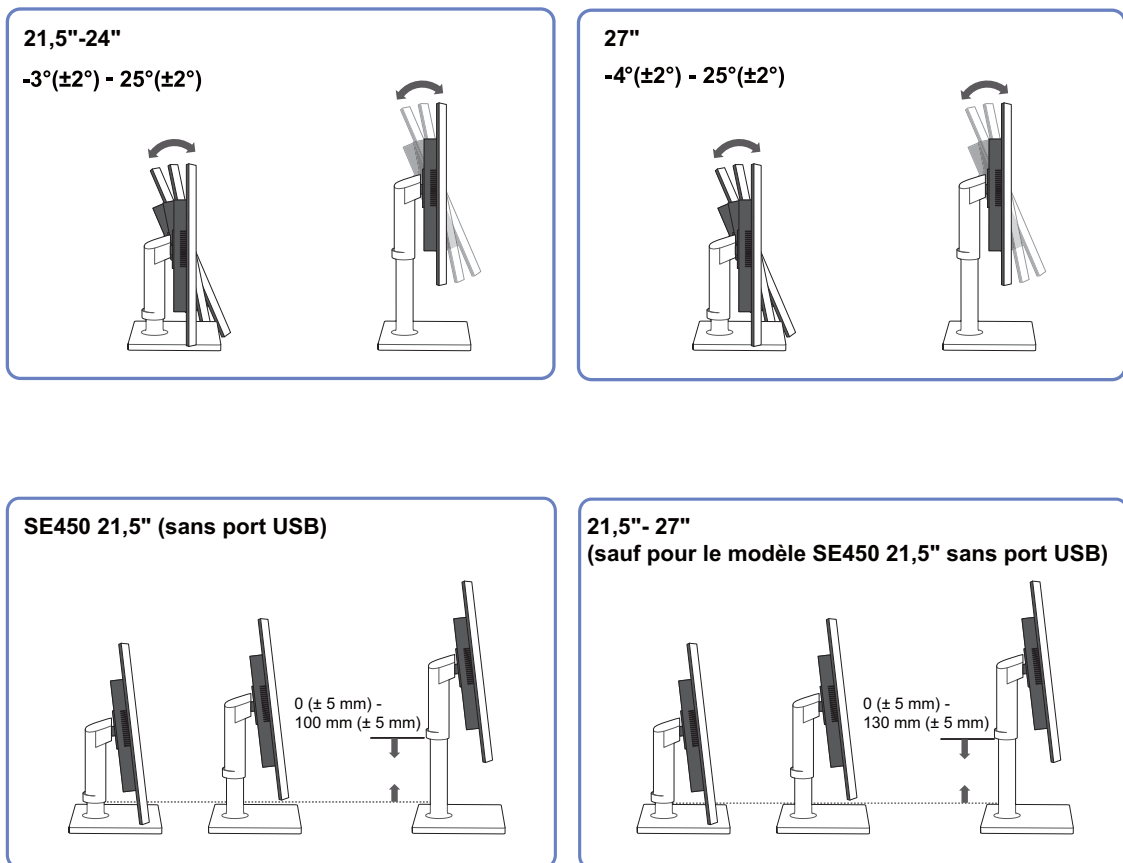 21,5"-24"
-3°(±2°) - 25°(±2°)
27"
-4°(±2°) - 25°(±2°)
SE450 21,5" (sans port USB)
0 (± 5 mm) -
100 mm (± 5 mm)
21,5"- 27"
(sauf pour le modèle SE450 21,5" sans port USB)
0 (± 5 mm) -
130 mm (± 5 mm)